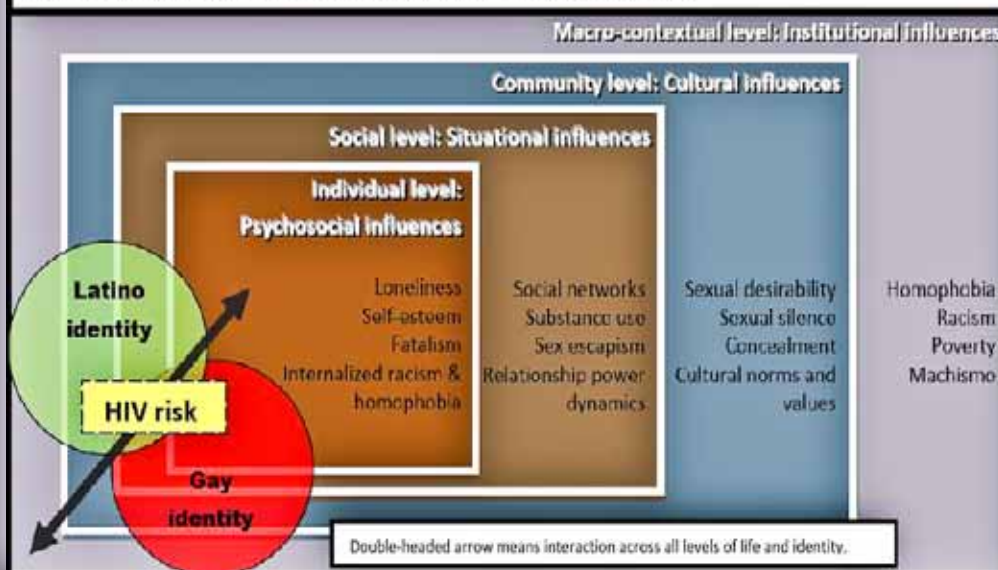 Macro-contextual level: Institutional influences
Community level: Cultural influences
Social level: Situational influences
Individual level:
Psychosocial influences
Latino
identity
HIV risk
Gay
identity
Loneliness
Self-esteem
Fatalism
Internalized racism &
homophobia
Social networks
Substance use
Sex escapism
Relationship power
dynamics
Sexual desirability
Sexual silence
Concealment
Cultural norms and
values
Homophobia
Racism
Poverty
Machismo
Double-headed arrow means interaction across all levels of life and identity.